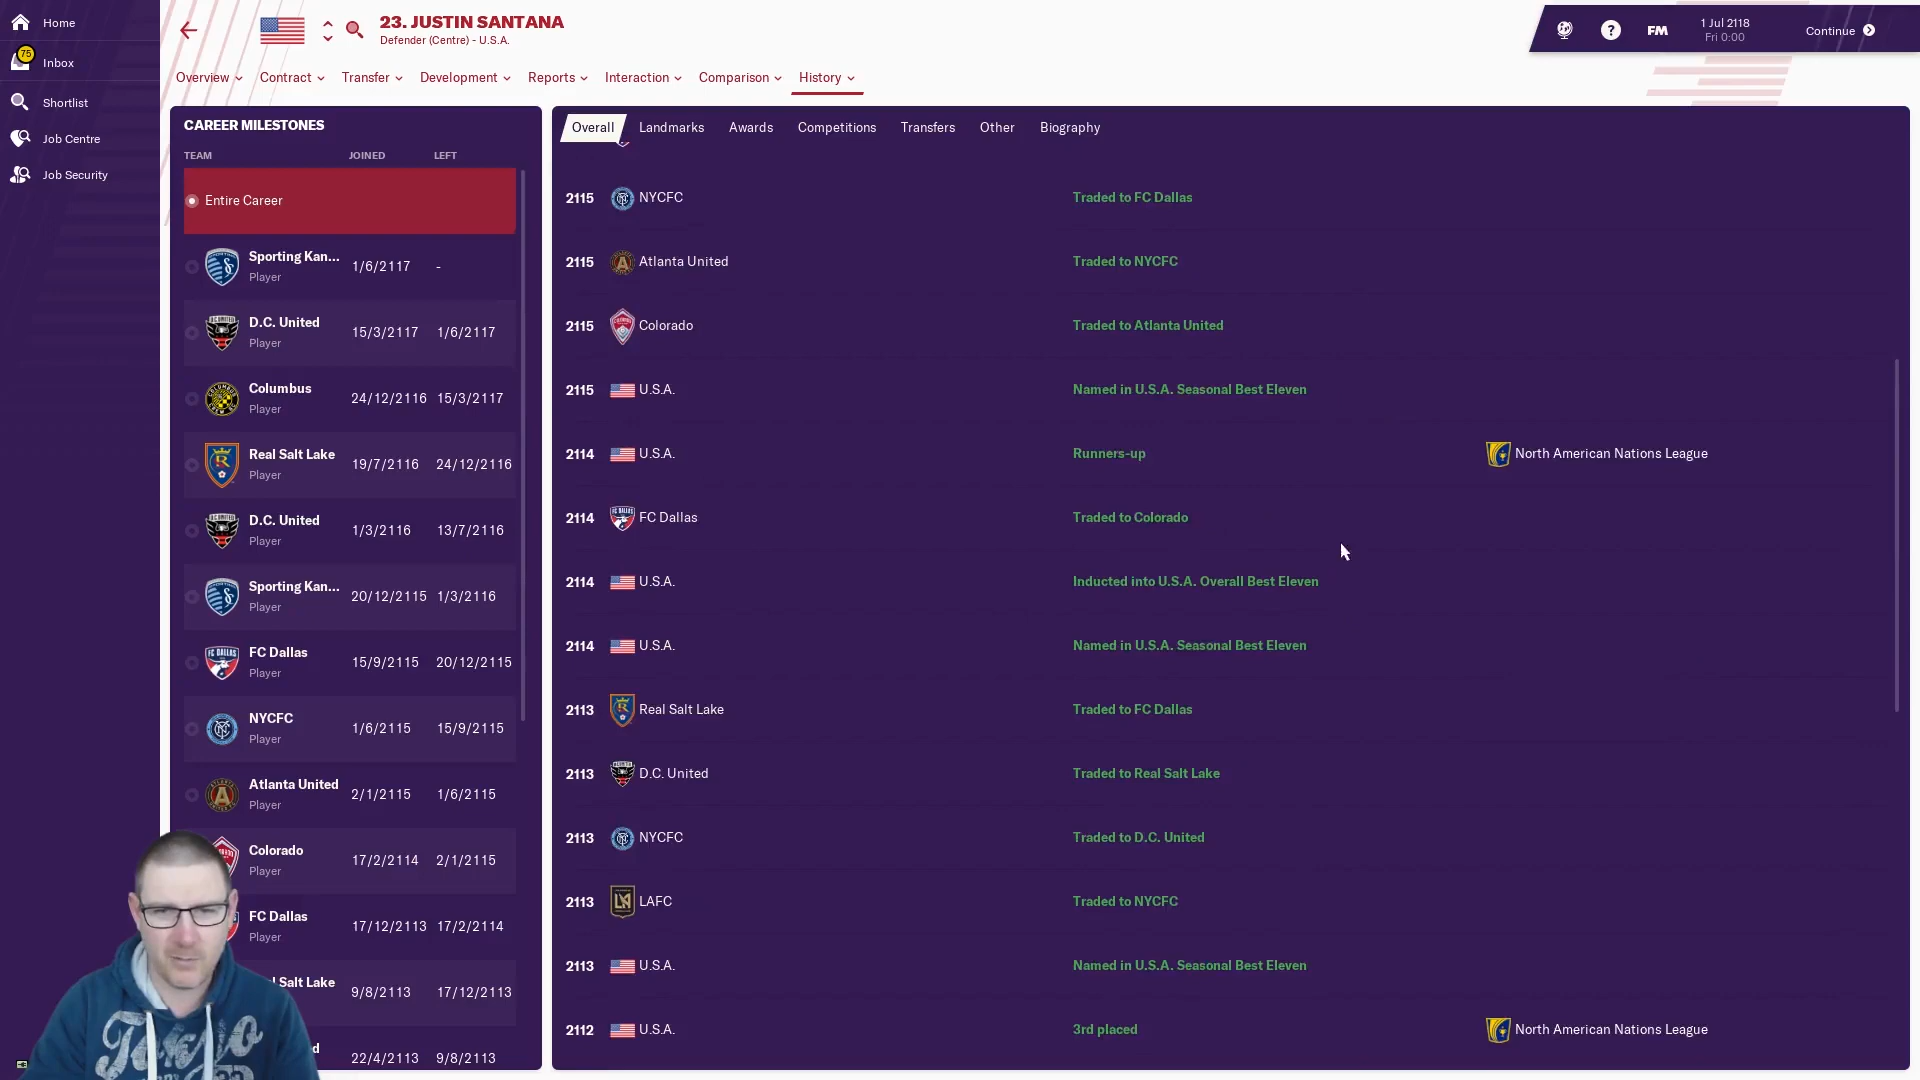 Home
75
Inbox
Shortlist
Job Centre
Job Security
23. JUSTIN SANTANA
Defender (Centre) - U.S.A.
?
FM
1 Jul 2118
Fri 0:00
Continue
Overview
Contract
Transfer
Development
Reports
Interaction
Comparison
History
CAREER MILESTONES
TEAM JOINED LEFT
Entire Career
Sporting Kan...
Player
1/6/2117 -
D.C. United
Player
15/3/2117 1/6/2117
Columbus
Player
24/12/2116 15/3/2117
Real Salt Lake
Player
19/7/2116 24/12/2116
D.C. United
Player
1/3/2116 13/7/2116
Sporting Kan...
Player
20/12/2115 1/3/2116
FC Dallas
Player
15/9/2115 20/12/2115
NYCFC
Player
1/6/2115 15/9/2115
Atlanta United
Player
2/1/2115 1/6/2115
Colorado
Player
17/2/2114 2/1/2115
FC Dallas
Player
17/12/2113 17/2/2114
Salt Lake
Player
9/8/2113 17/12/2113
22/4/2113 9/8/2113
Overall
Landmarks
Awards
Competitions
Transfers
Other
Biography
2115 NYCFC Traded to FC Dallas
2115 Atlanta United Traded to NYCFC
2115 Colorado Traded to Atlanta United
2115 U.S.A. Named in U.S.A. Seasonal Best Eleven
2114 U.S.A. Runners-up North American Nations League
2114 FC Dallas Traded to Colorado
2114 U.S.A. Inducted into U.S.A. Overall Best Eleven
2114 U.S.A. Named in U.S.A. Seasonal Best Eleven
2113 Real Salt Lake Traded to FC Dallas
2113 D.C. United Traded to Real Salt Lake
2113 NYCFC Traded to D.C. United
2113 LAFC Traded to NYCFC
2113 U.S.A. Named in U.S.A. Seasonal Best Eleven
2112 U.S.A. 3rd placed North American Nations League